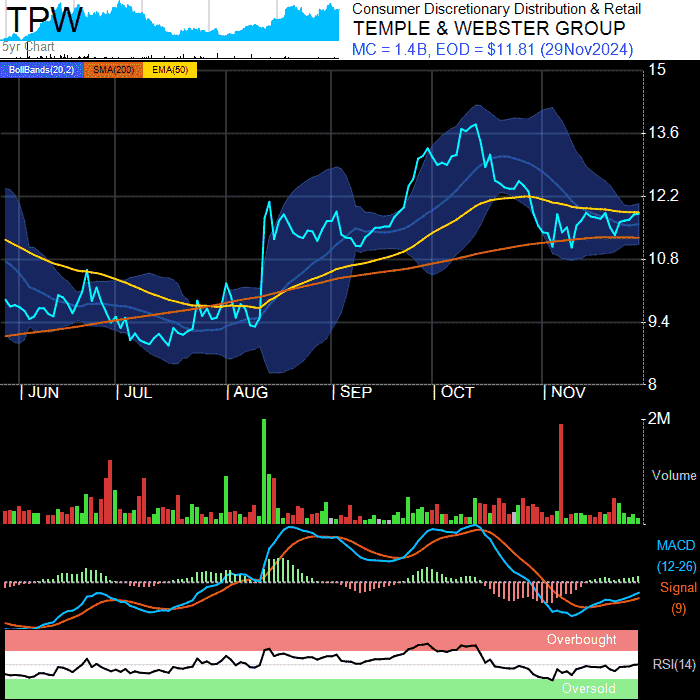 TPW
5yr Chart
Consumer Discretionary Distribution & Retail
TEMPLE & WEBSTER GROUP
MC = 1.4B, EOD = $11.81 (29Nov2024)
BollBands(20,2) SMA(200) EMA(50)
15
13.6
12.2
10.8
9.4
8
| JUN | JUL | AUG | SEP | OCT | NOV
2M
Volume
MACD
(12-26)
Signal
(9)
Overbought
RSI(14)
Oversold